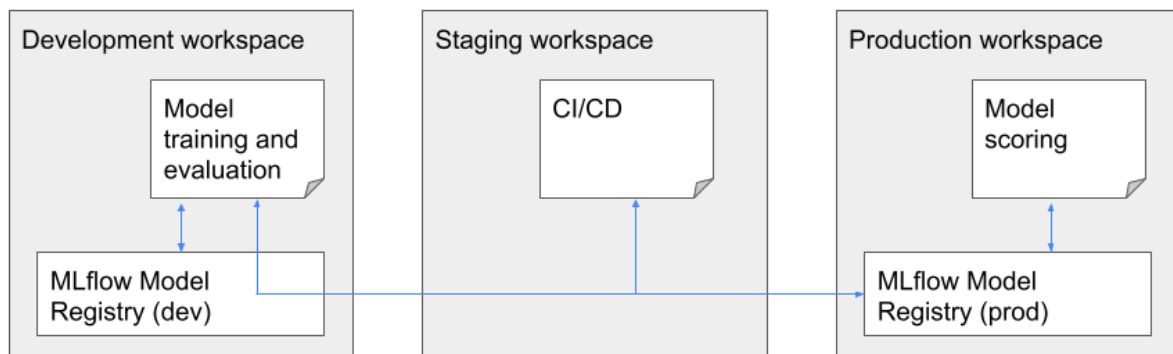 Development workspace
Model
training and
evaluation
MLflow Model
Registry (dev)
Staging workspace
CI/CD
Production workspace
Model
scoring
MLflow Model
Registry (prod)